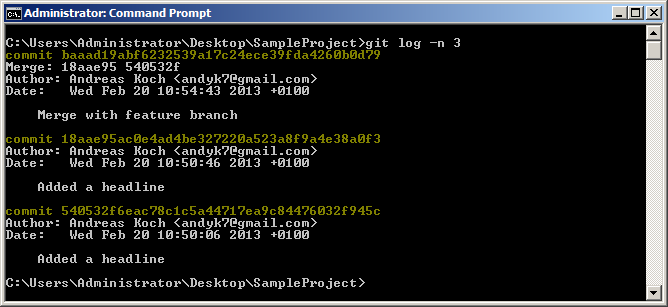 Administrator: Command Prompt
C:\Users\Administrator\Desktop\SampleProject>git log -n 3
commit baaad19abf6232539a17c24ece39fda4260b0d79
Merge: 18aae95 540532f
Author: Andreas Koch <andyk7@gmail.com>
Date:   Wed Feb 20 10:54:43 2013 +0100
Merge with feature branch
commit 18aae95ac0e4ad4be327220a523a8f9a4e38a0f3
Author: Andreas Koch <andyk7@gmail.com>
Date:   Wed Feb 20 10:50:46 2013 +0100
Added a headline
commit 540532f6eac78c1c5a44717ea9c84476032f945c
Author: Andreas Koch <andyk7@gmail.com>
Date:   Wed Feb 20 10:50:06 2013 +0100
Added a headline
C:\Users\Administrator\Desktop\SampleProject>